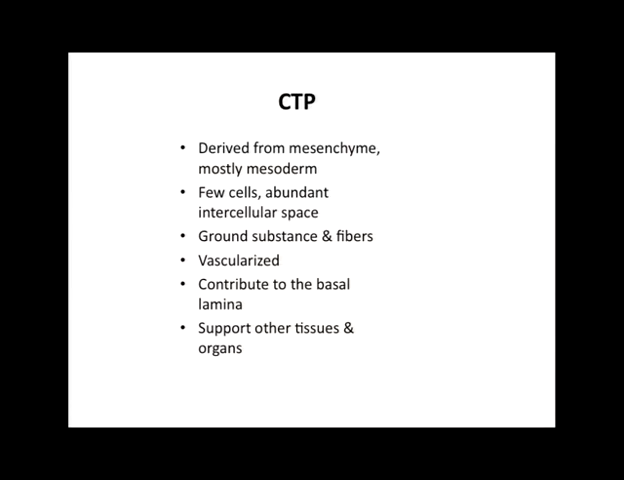 CTP
• Derived from mesenchyme,
mostly mesoderm
• Few cells, abundant
intercellular space
• Ground substance & fibers
• Vascularized
• Contribute to the basal
lamina
• Support other tissues &
organs